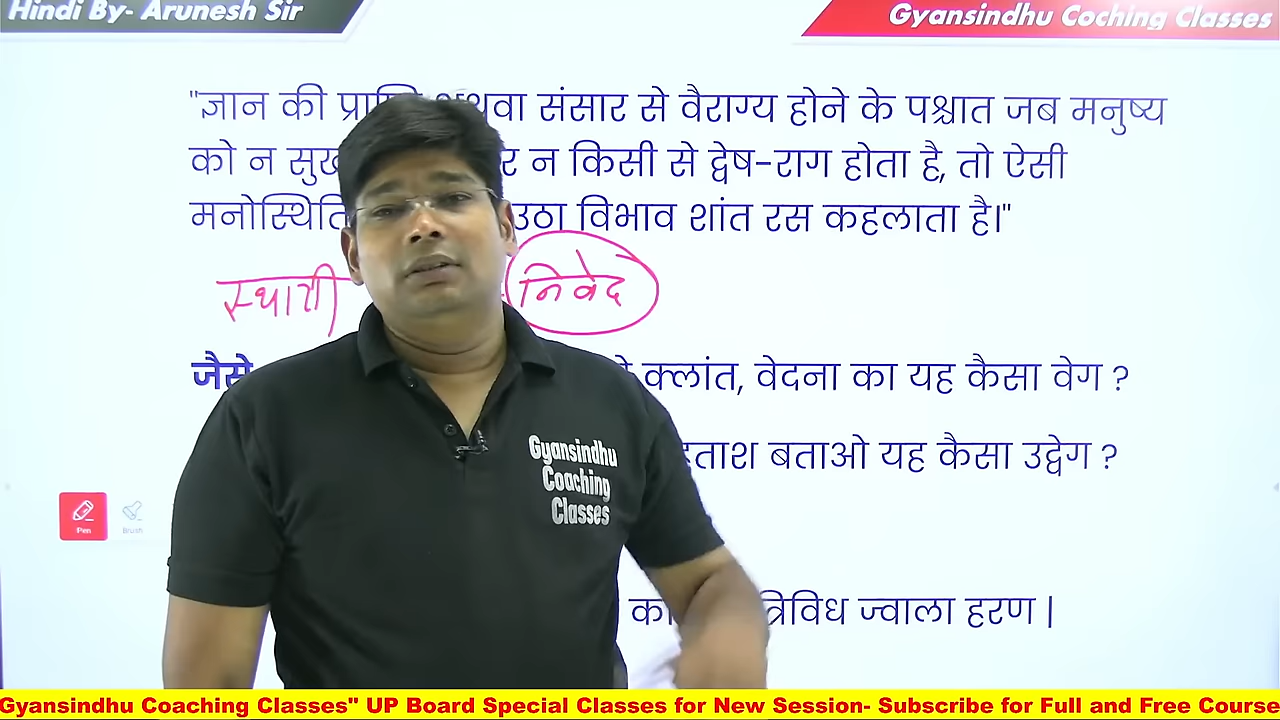 Hindi By- Arunesh Sir
Gyansindhu Coching Classes
"ज्ञान की संसार से वैराग्य होने के पश्चात जब मनुष्य
को न न किसी से द्वेष-राग होता है, तो ऐसी
उठा विभाव शांत रस कहलाता है।"
स्थायी निर्वेद
जैसे क्लांत, वेदना का यह कैसा वेग ?
बताओ यह कैसा उद्वेग ?
Gyansindhu
Coaching
Classes
Pen Brush
ज्वाला हरण |
Gyansindhu Coaching Classes" UP Board Special Classes for New Session- Subscribe for Full and Free Course